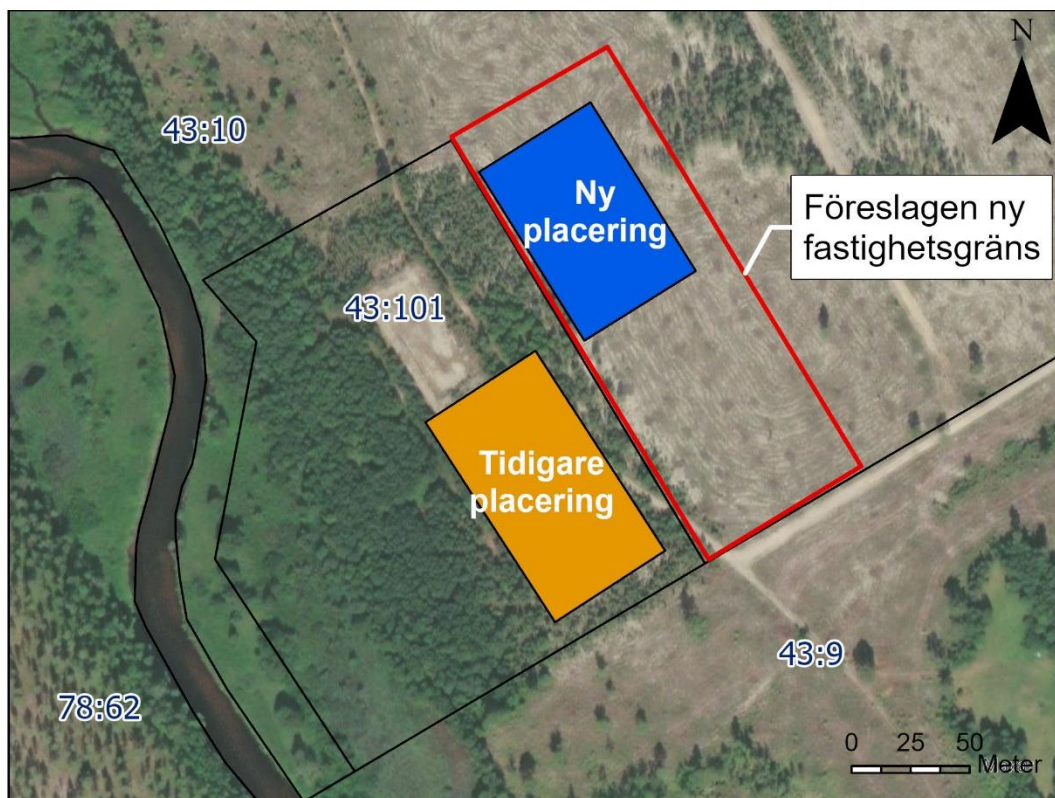 N
43:10
Ny
placering
Föreslagen ny
fastighetsgräns
43:101
Tidigare
placering
43:9
78:62
0 25 50
Meter